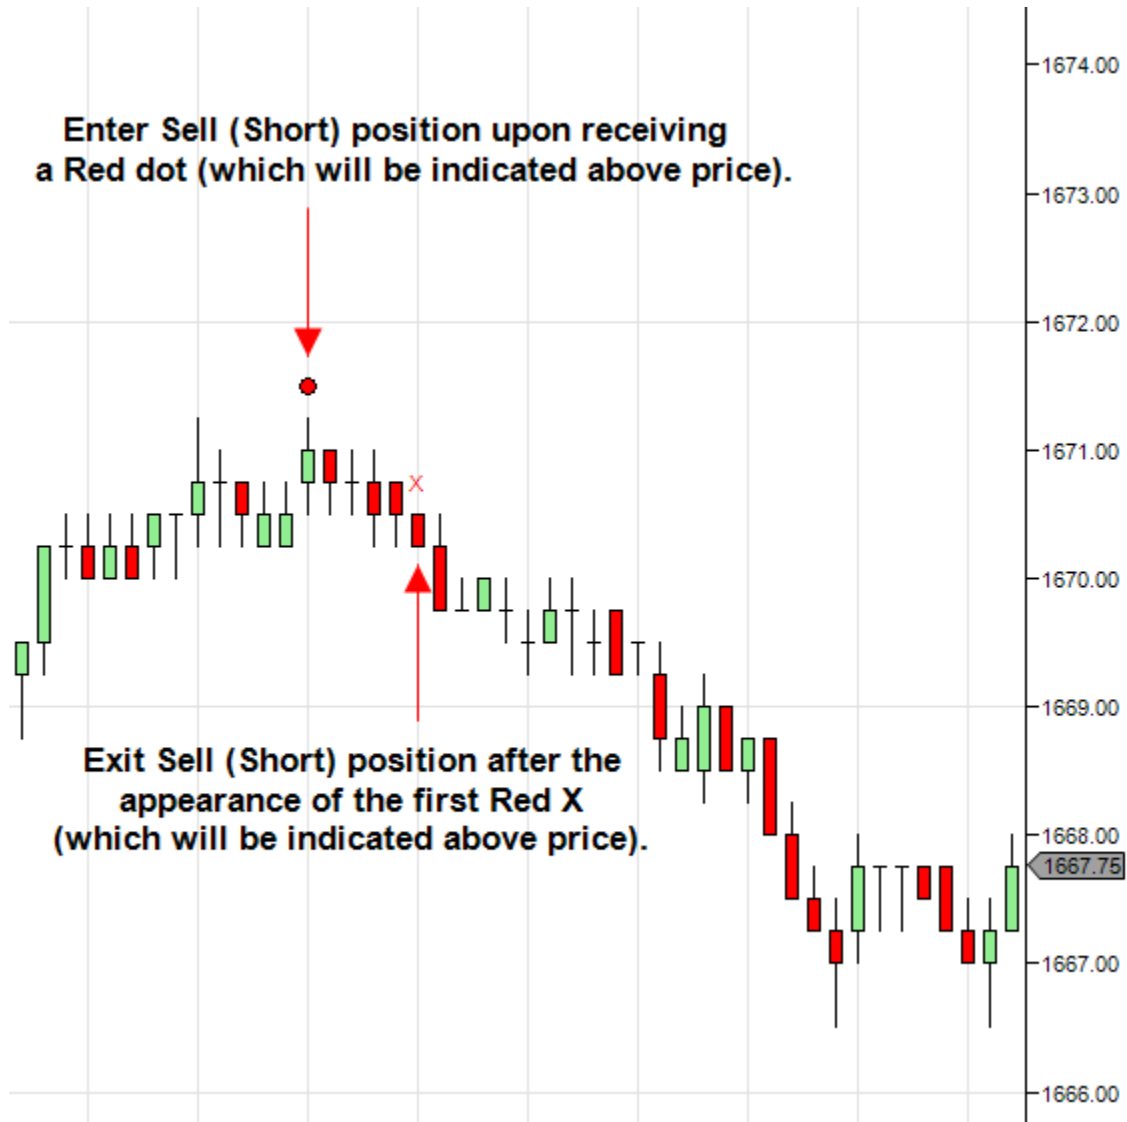 1674.00
Enter Sell (Short) position upon receiving
a Red dot (which will be indicated above price).
1673.00
1672.00
1671.00
X
1670.00
1669.00
Exit Sell (Short) position after the
appearance of the first Red X
(which will be indicated above price).
1668.00
1667.75
1667.00
1666.00